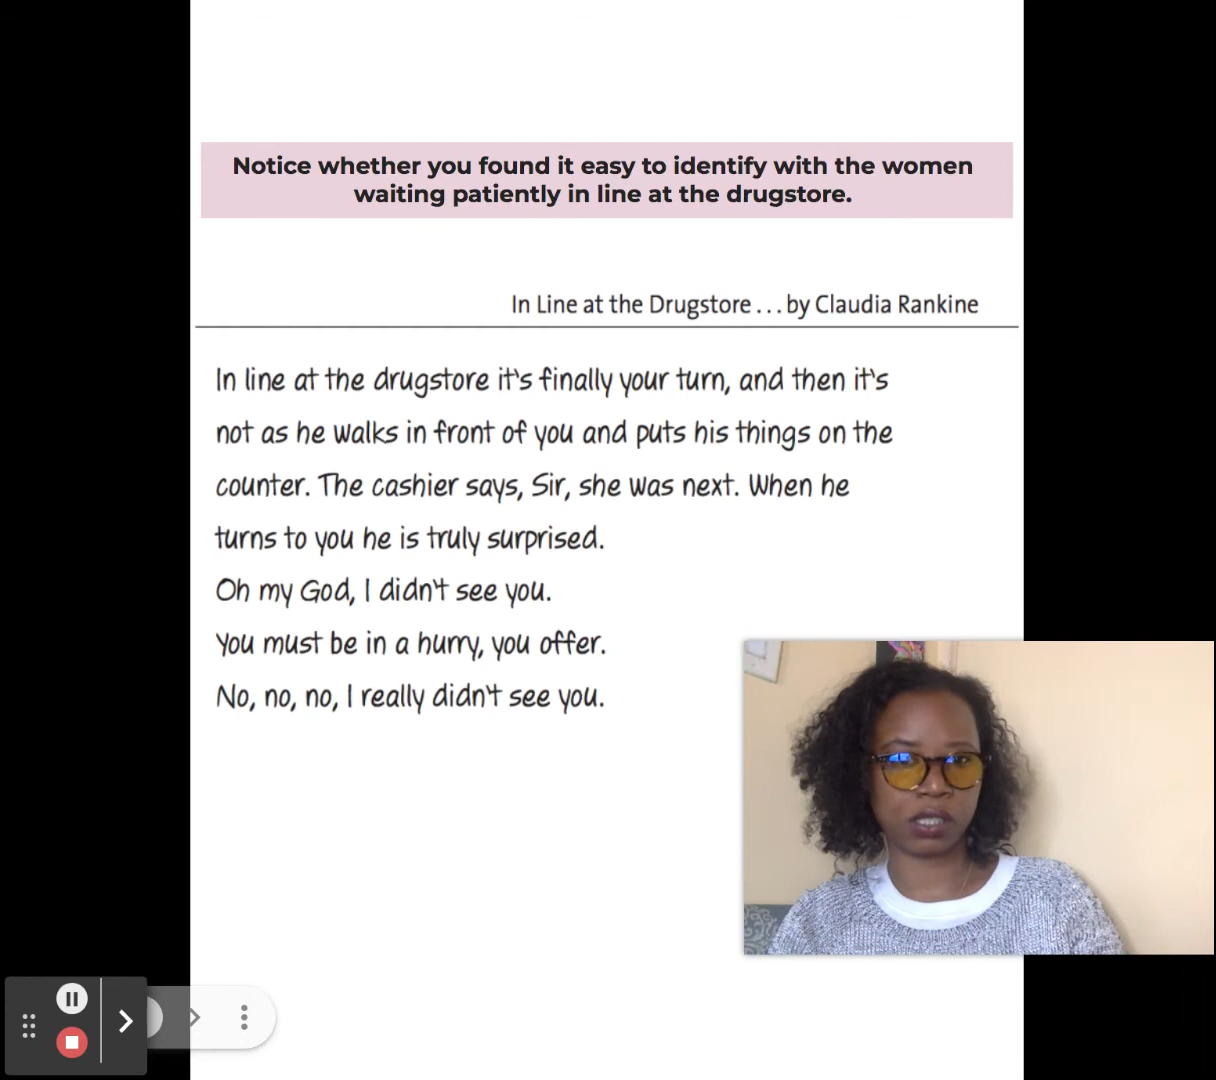 Notice whether you found it easy to identify with the women
waiting patiently in line at the drugstore.
In Line at the Drugstore . . . by Claudia Rankine
In line at the drugstore it's finally your turn, and then it's
not as he walks in front of you and puts his things on the
counter. The cashier says, Sir, she was next. When he
turns to you he is truly surprised.
Oh my God, I didn't see you.
You must be in a hurry, you offer.
No, no, no, I really didn't see you.